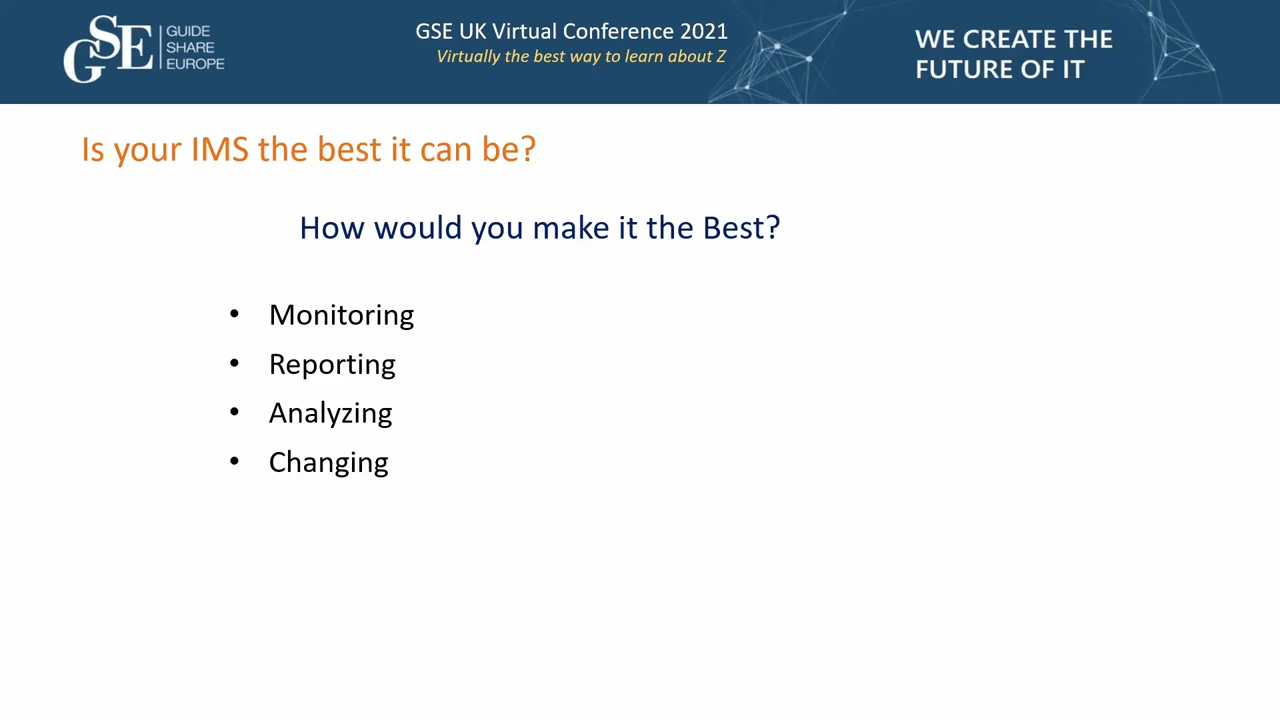 GSE
GUIDE
SHARE
EUROPE
GSE UK Virtual Conference 2021
Virtually the best way to learn about Z
WE CREATE THE
FUTURE OF IT
Is your IMS the best it can be?
How would you make it the Best?
• Monitoring
• Reporting
• Analyzing
• Changing